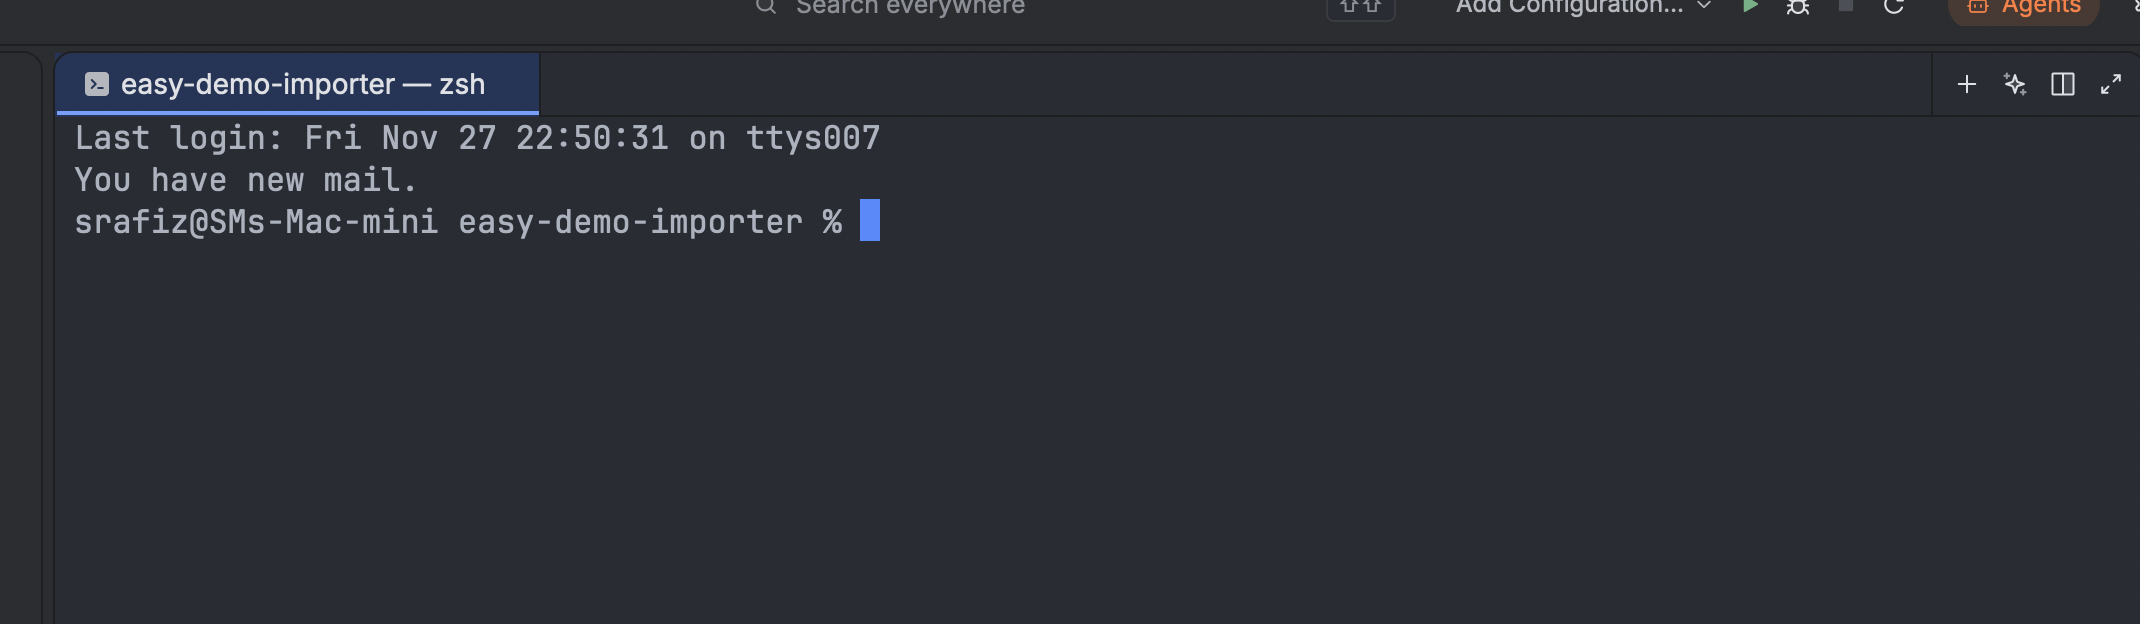 Search everywhere
Add Configuration...
Agents
easy-demo-importer — zsh
Last login: Fri Nov 27 22:50:31 on ttys007
You have new mail.
srafiz@SMs-Mac-mini easy-demo-importer %